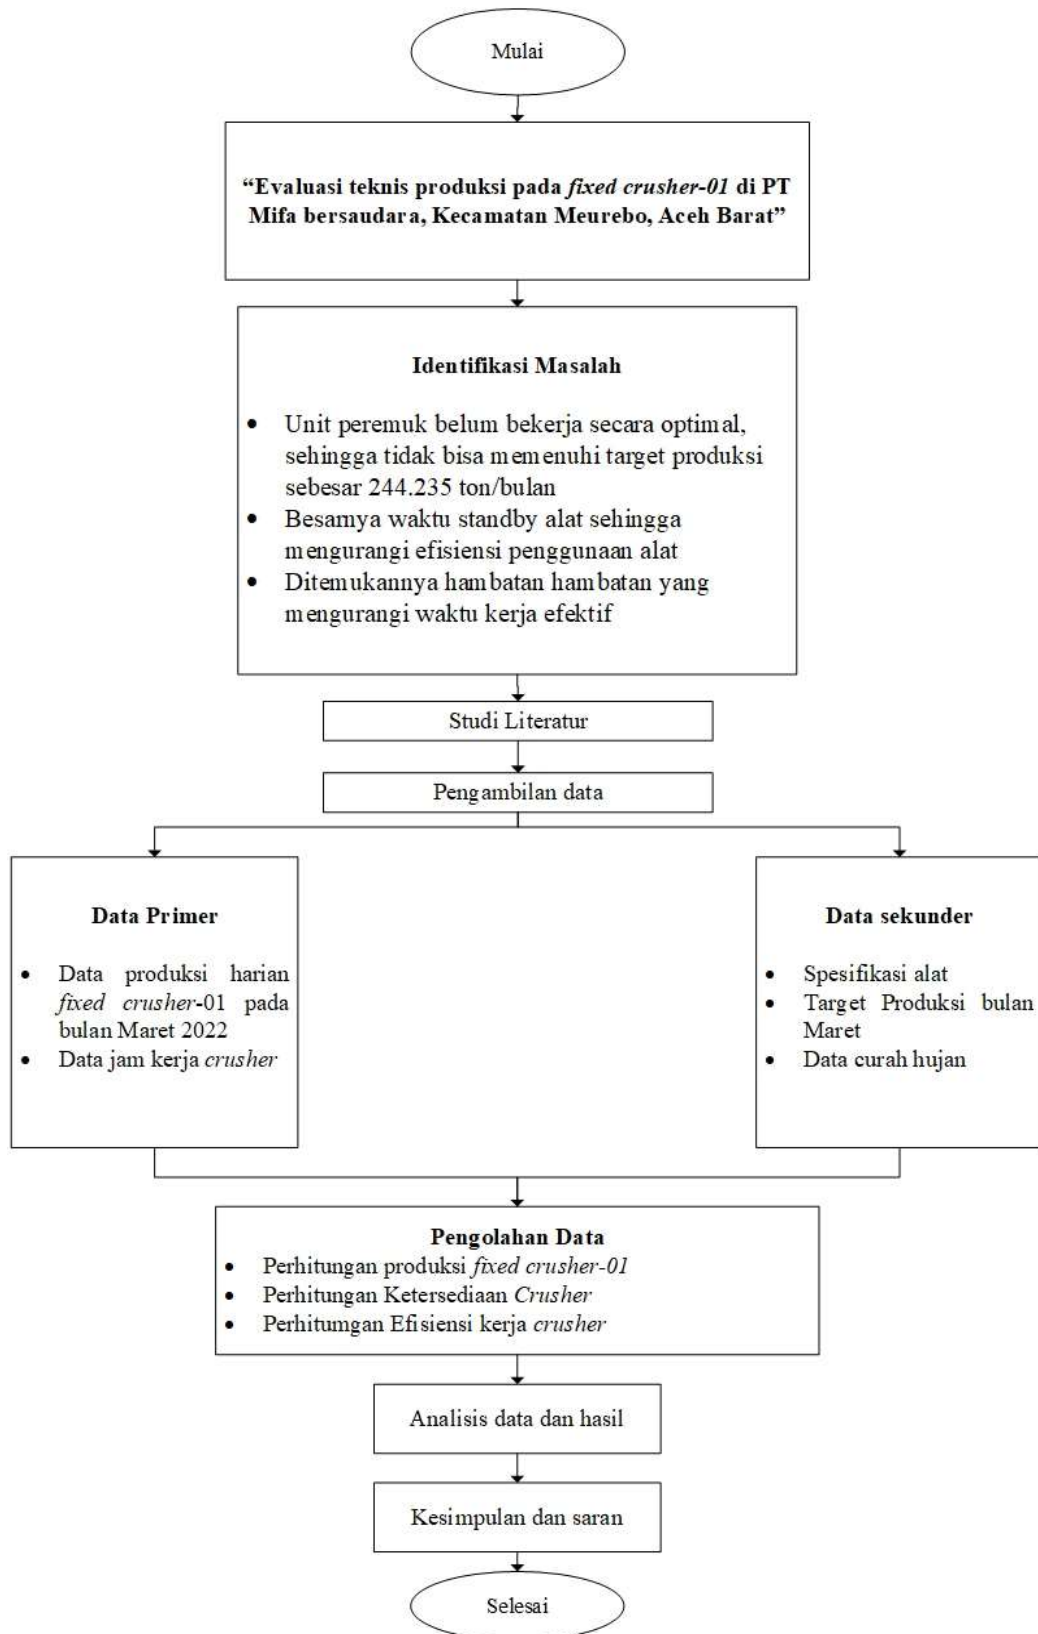 Mulai
“Evaluasi teknis produksi pada fixed crusher-01 di PT
Mifa bersaudara, Kecamatan Meurebo, Aceh Barat”
Identifikasi Masalah
• Unit peremuk belum bekerja secara optimal,
sehingga tidak bisa memenuhi target produksi
sebesar 244.235 ton/bulan
• Besarnya waktu standby alat sehingga
mengurangi efisiensi penggunaan alat
• Ditemukannya hambatan hambatan yang
mengurangi waktu kerja efektif
Studi Literatur
Pengambilan data
Data Primer
• Data produksi harian
fixed crusher-01 pada
bulan Maret 2022
• Data jam kerja crusher
Data sekunder
• Spesifikasi alat
• Target Produksi bulan
Maret
• Data curah hujan
Pengolahan Data
• Perhitungan produksi fixed crusher-01
• Perhitungan Ketersediaan Crusher
• Perhitumgan Efisiensi kerja crusher
Analisis data dan hasil
Kesimpulan dan saran
Selesai